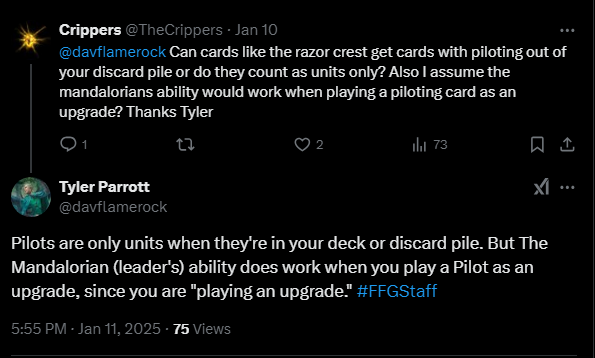 Crippers @TheCrippers · Jan 10
@davflamerock Can cards like the razor crest get cards with piloting out of
your discard pile or do they count as units only? Also I assume the
mandalorians ability would work when playing a piloting card as an
upgrade? Thanks Tyler
1 2 73
Tyler Parrott
@davflamerock
Pilots are only units when they're in your deck or discard pile. But The
Mandalorian (leader's) ability does work when you play a Pilot as an
upgrade, since you are "playing an upgrade." #FFGStaff
5:55 PM · Jan 11, 2025 · 75 Views